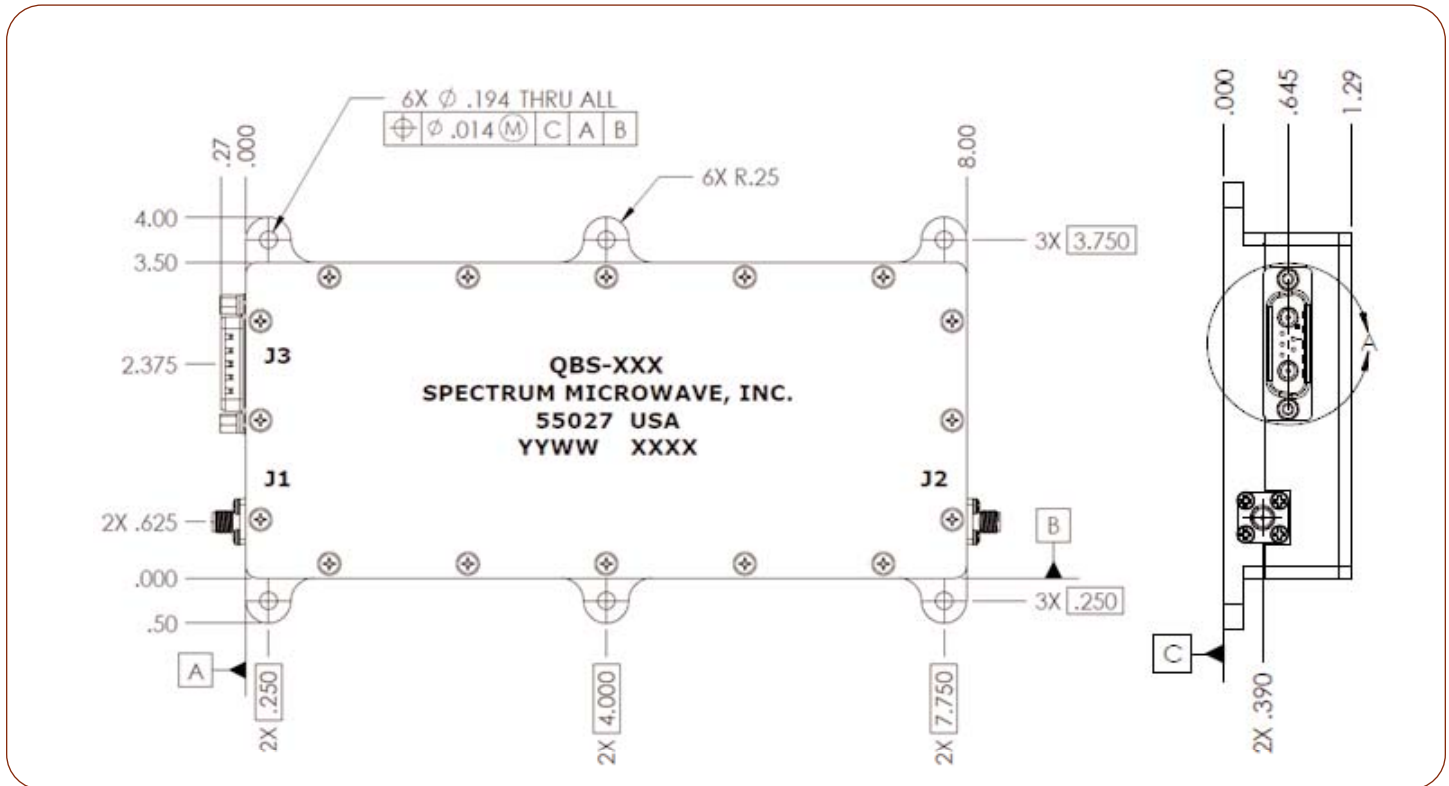 6X Ø .194 THRU ALL
⌖ Ø .014 Ⓜ C A B
.27
.000
8.00
6X R.25
4.00
3.50
3X 3.750
2.375
J3
QBS-XXX
SPECTRUM MICROWAVE, INC.
55027 USA
YYWW XXXX
J1
J2
2X .625
.000
.50
B
3X .250
A
2X .250
2X 4.000
2X 7.750
.000
.645
1.29
A
C
2X .390